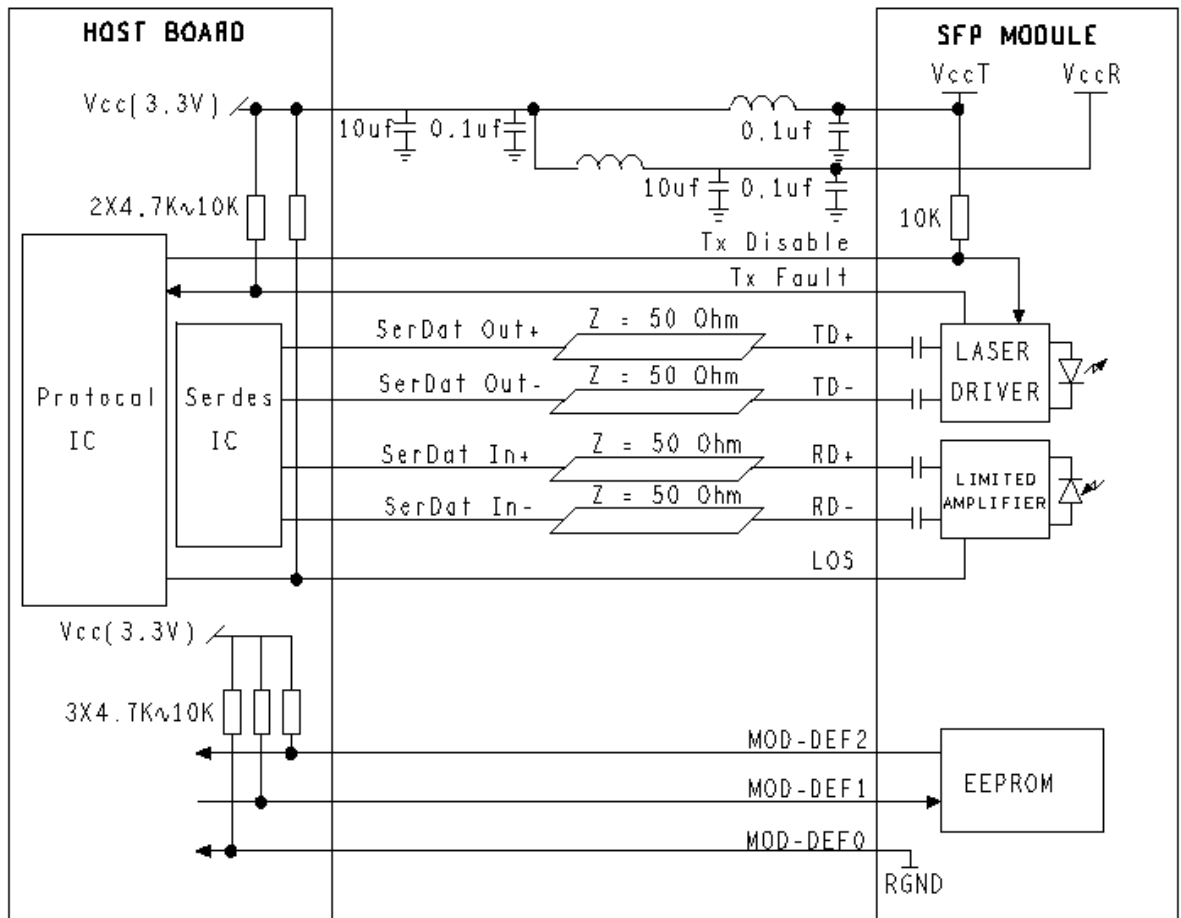 HOST BOARD
SFP MODULE
VccT
VccR
Vcc(3.3V)
10uf
0.1uf
0.1uf
10uf
0.1uf
2X4.7K~10K
10K
Tx Disable
Tx Fault
SerDat Out+
Z = 50 Ohm
TD+
SerDat Out-
Z = 50 Ohm
TD-
LASER
DRIVER
Protocal
IC
Serdes
IC
SerDat In+
Z = 50 Ohm
RD+
SerDat In-
Z = 50 Ohm
RD-
LIMITED
AMPLIFIER
LOS
Vcc(3.3V)
3X4.7K~10K
MOD-DEF2
MOD-DEF1
MOD-DEF0
EEPROM
RGND